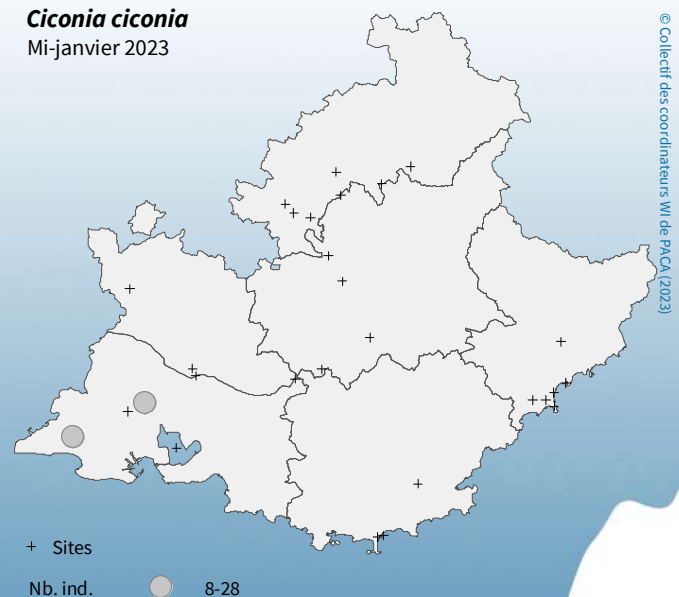 Ciconia ciconia
Mi-janvier 2023
© Collectif des coordinateurs WI de PACA (2023)
+ Sites
Nb. ind. 8-28